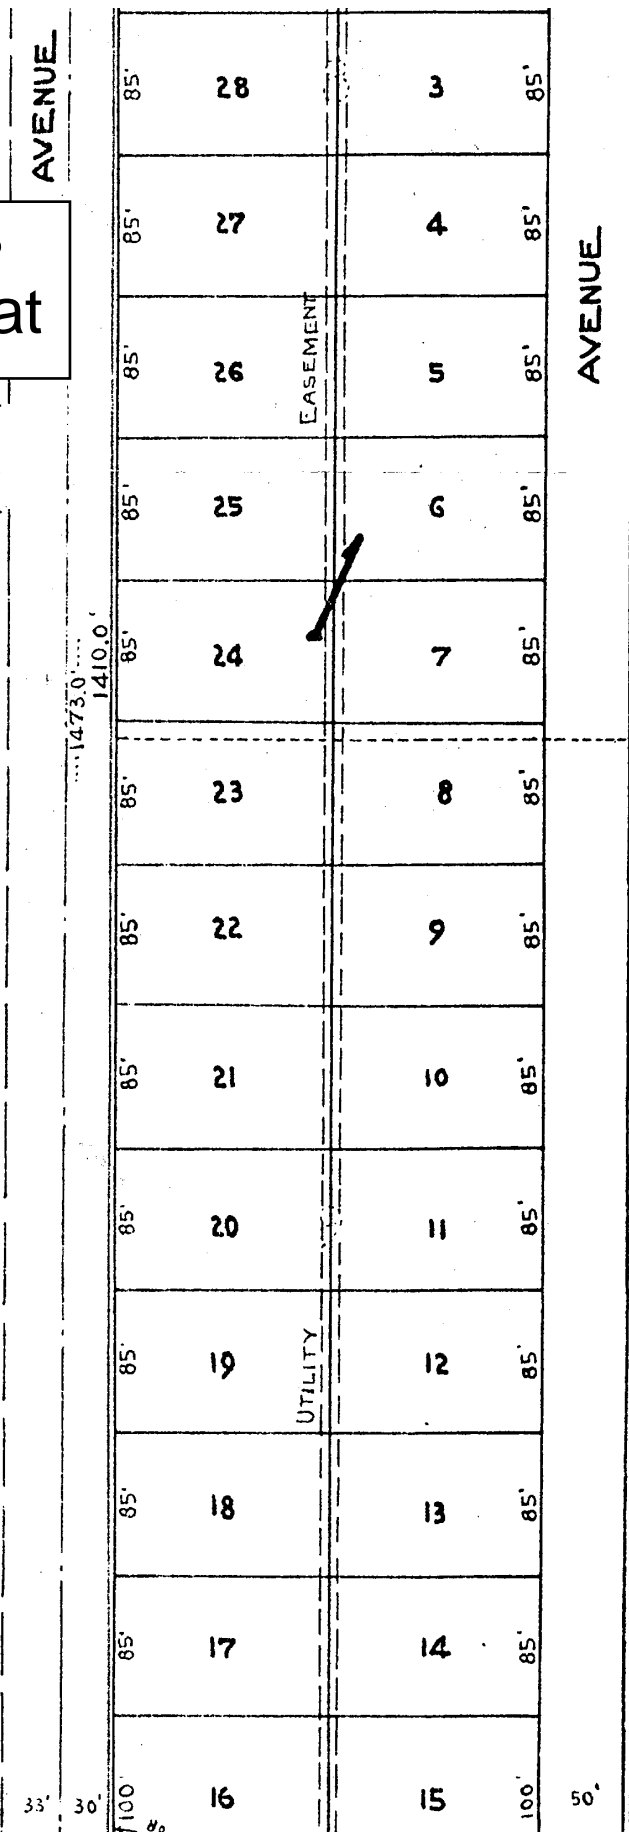 AVENUE
85' 28 3 85'
85' 27 4 85'
at
AVENUE
EASEMENT
85' 26 5 85'
85' 25 6 85'
1473.0'
1410.0'
85' 24 7 85'
85' 23 8 85'
85' 22 9 85'
85' 21 10 85'
85' 20 11 85'
UTILITY
85' 19 12 85'
85' 18 13 85'
85' 17 14 85'
33' 30' 100' 16 15 100' 50'